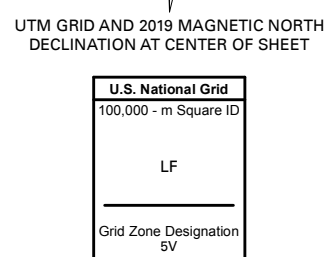 UTM GRID AND 2019 MAGNETIC NORTH
DECLINATION AT CENTER OF SHEET
U.S. National Grid
100,000 - m Square ID
LF
Grid Zone Designation
5V